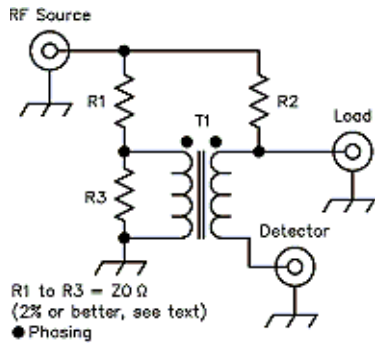 RF Source
R1
T1
R2
Load
R3
Detector
R1 to R3 = Z0 Ω
(2% or better, see text)
● Phasing